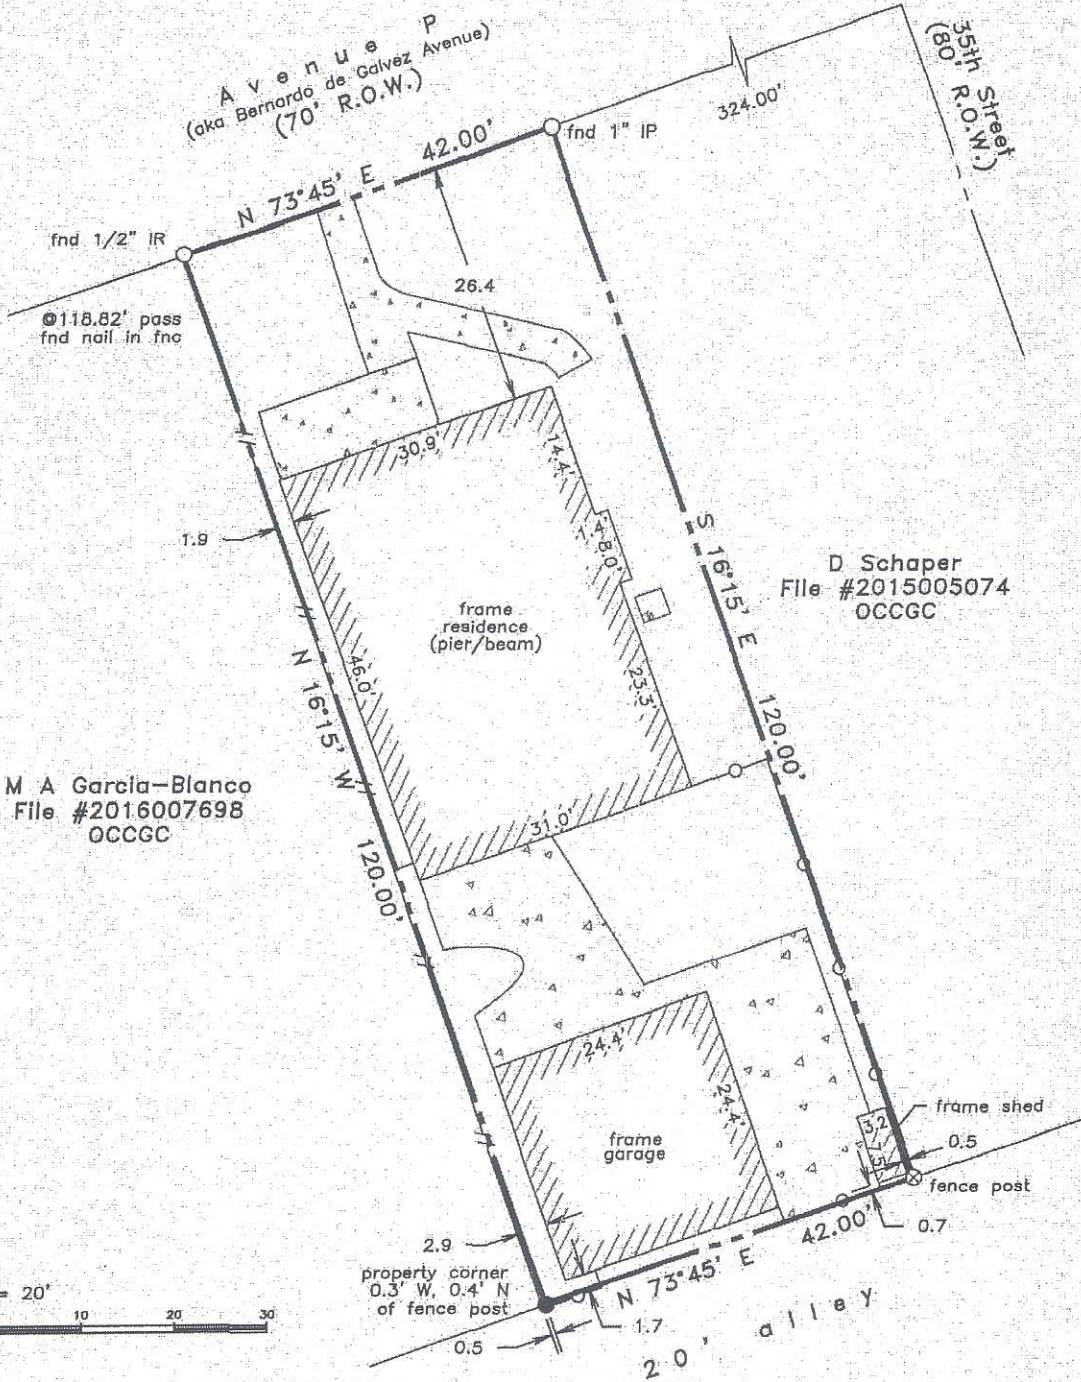 Avenue P
(aka Bernardo de Galvez Avenue)
(70' R.O.W.)
35th Street
(80' R.O.W.)
324.00'
42.00'
N 73°45' E
fnd 1" IP
fnd 1/2" IR
@118.82' pass
fnd nail in fnc
26.4
30.9'
14.4'
1.4'
8.0'
1.9
S 16°15' E
120.00'
D Schaper
File #2015005074
OCCGC
frame
residence
(pier/beam)
46.0'
23.3'
N 16°15' W
120.00'
M A Garcia-Blanco
File #2016007698
OCCGC
31.0'
24.4'
24.4'
frame
garage
frame shed
3.2
7.5'
0.5
fence post
0.7
42.00'
N 73°45' E
2.9
property corner
0.3' W, 0.4' N
of fence post
1.7
0.5
20' alley
= 20'
10 20 30